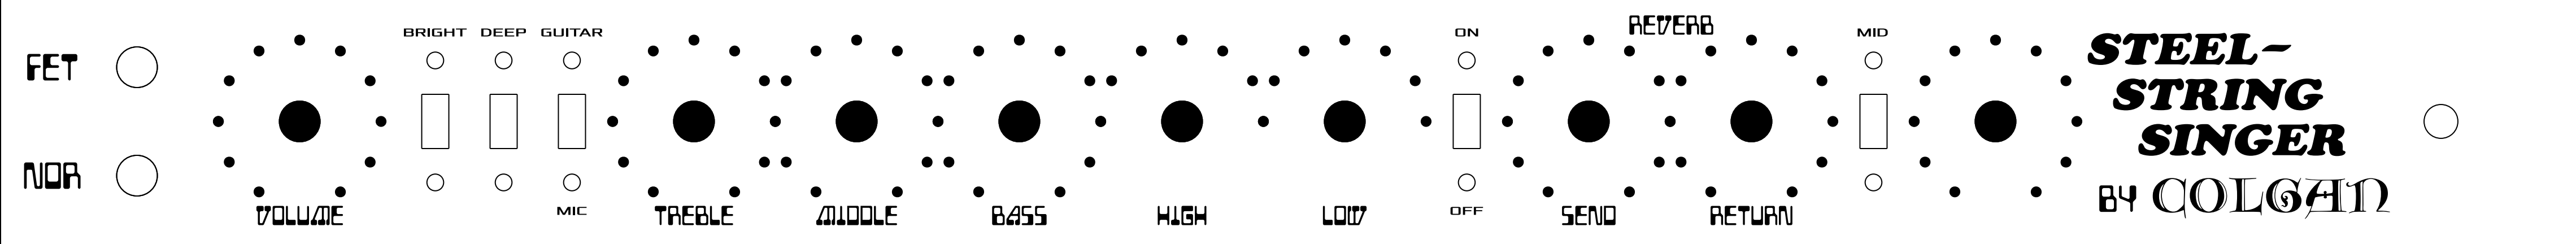 FET
NOR
VOLUME
BRIGHT
DEEP
GUITAR
MIC
TREBLE
MIDDLE
BASS
HIGH
LOW
ON
OFF
REVERB
SEND
RETURN
MID
STEEL-
STRING
SINGER
BY COLGAN